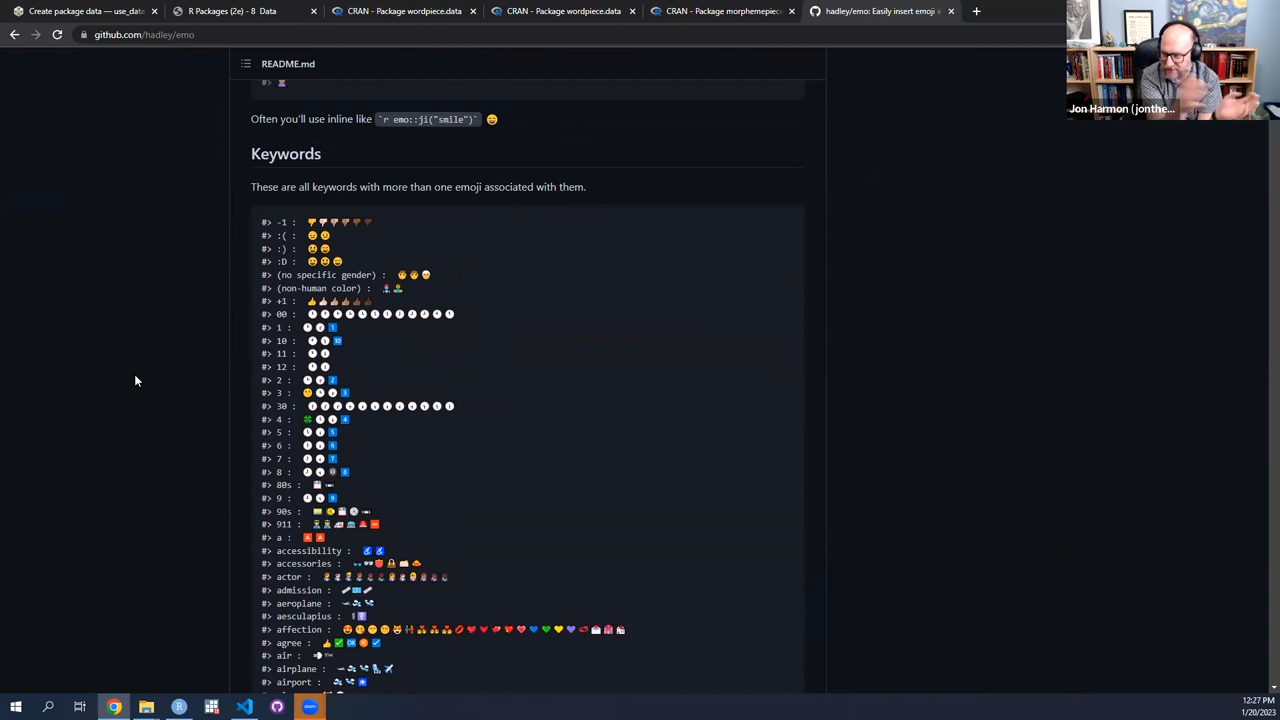 Create package data — use_data
R Packages (2e) - 8 Data
CRAN - Package wordpiece.data
CRAN - Package wordpiece.data
CRAN - Package morphemepiece
hadley/emo: Easily insert emoji i
github.com/hadley/emo
README.md
#>
Often you'll use inline like `r emo::ji("smile")` 😄
Keywords
These are all keywords with more than one emoji associated with them.
#> -1 :
#> :( :
#> :) :
#> :D :
#> (no specific gender) :
#> (non-human color) :
#> +1 :
#> 00 :
#> 1 :
#> 10 :
#> 11 :
#> 12 :
#> 2 :
#> 3 :
#> 30 :
#> 4 :
#> 5 :
#> 6 :
#> 7 :
#> 8 :
#> 80s :
#> 9 :
#> 90s :
#> 911 :
#> a :
#> accessibility :
#> accessories :
#> actor :
#> admission :
#> aeroplane :
#> aesculapius :
#> affection :
#> agree :
#> air :
#> airplane :
#> airport :
Jon Harmon (jonthe...
zoom
12:27 PM
1/20/2023